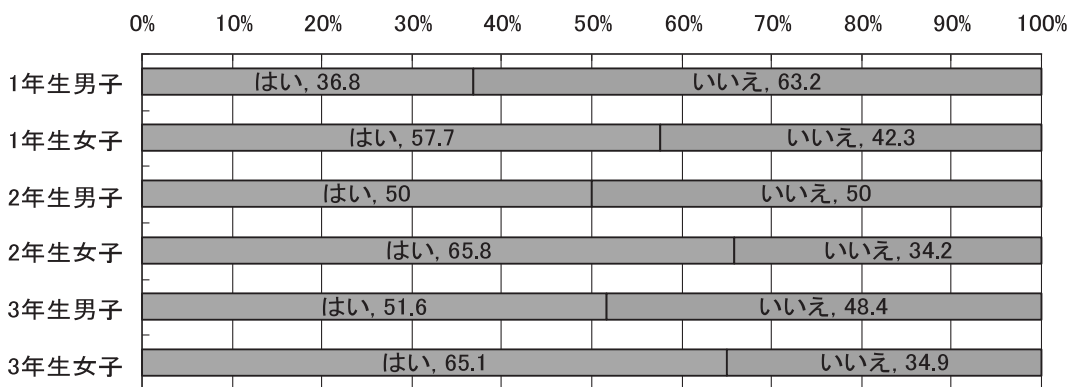 0% 10% 20% 30% 40% 50% 60% 70% 80% 90% 100%
1年生男子 はい, 36.8 いいえ, 63.2
1年生女子 はい, 57.7 いいえ, 42.3
2年生男子 はい, 50 いいえ, 50
2年生女子 はい, 65.8 いいえ, 34.2
3年生男子 はい, 51.6 いいえ, 48.4
3年生女子 はい, 65.1 いいえ, 34.9